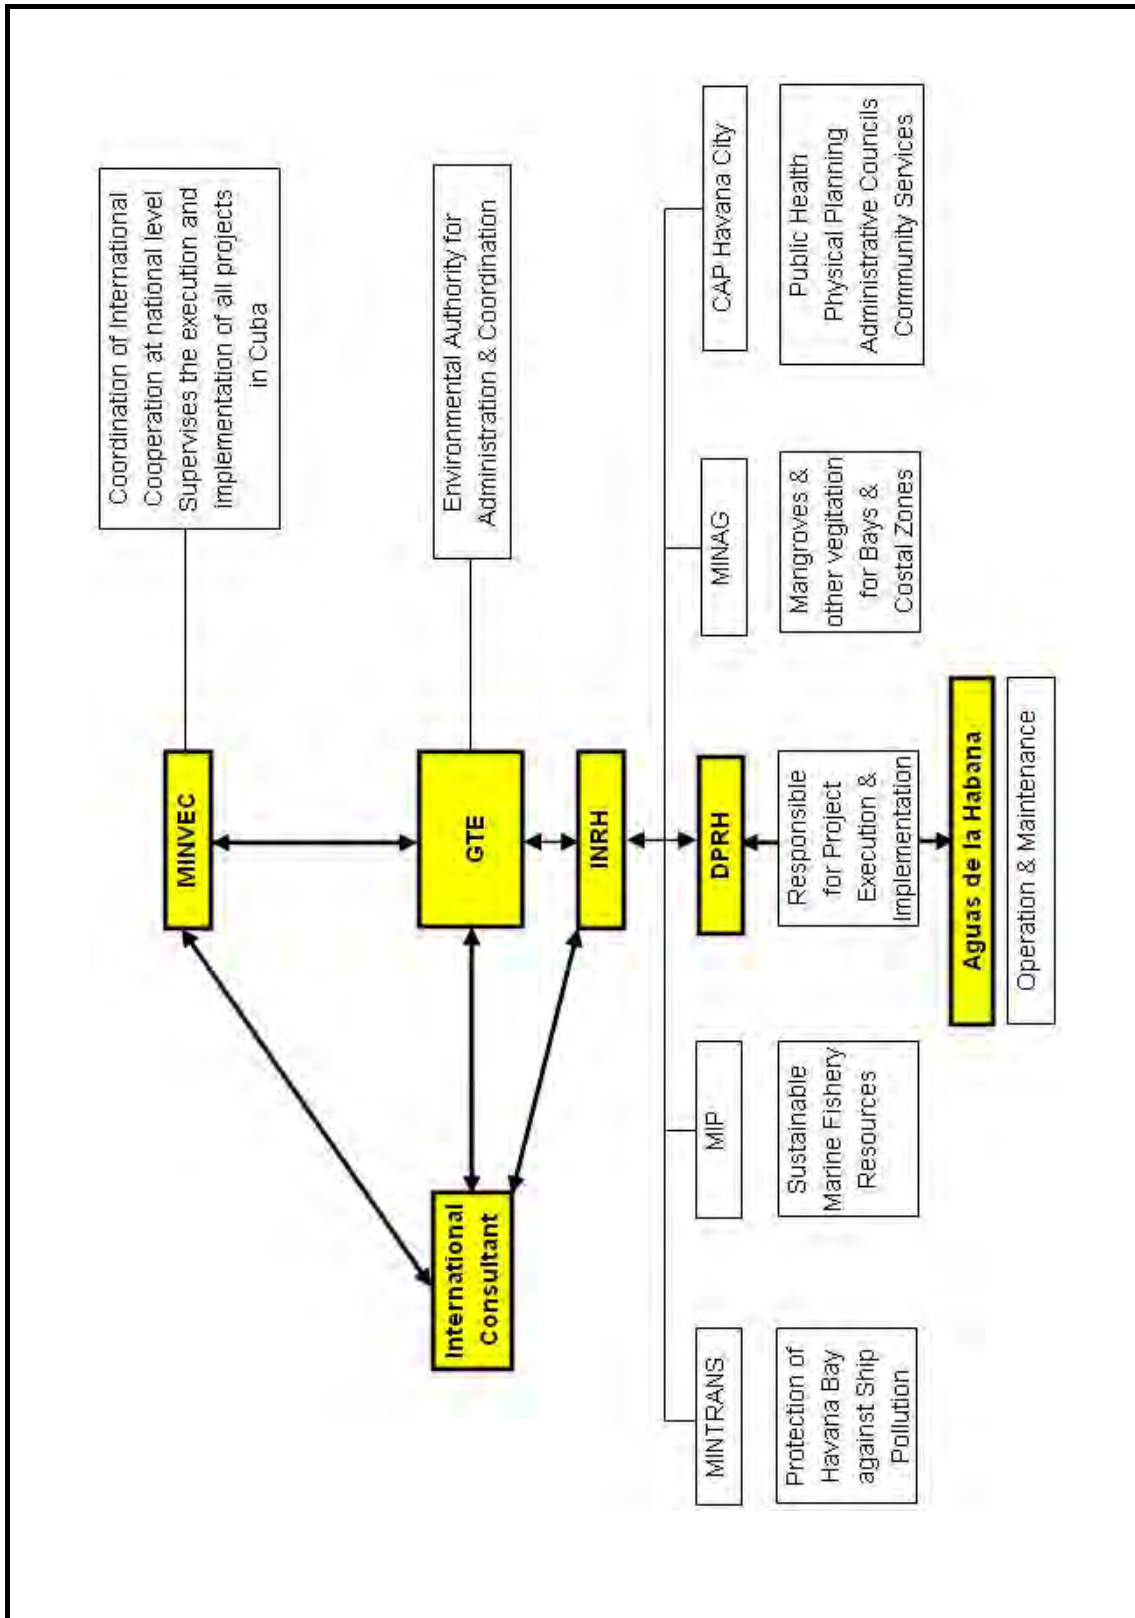 MINVEC
Coordination of International
Cooperation at national level
Supervises the execution and
implementation of all projects
in Cuba
International
Consultant
GTE
Environmental Authority for
Administration & Coordination
INRH
MINTRANS
Protection of
Havana Bay
against Ship
Pollution
MIP
Sustainable
Marine Fishery
Resources
DPRH
Responsible
for Project
Execution &
Implementation
MINAG
Mangroves &
other vegitation
for Bays &
Costal Zones
CAP Havana City
Public Health
Physical Planning
Administrative Councils
Community Services
Aguas de la Habana
Operation & Maintenance